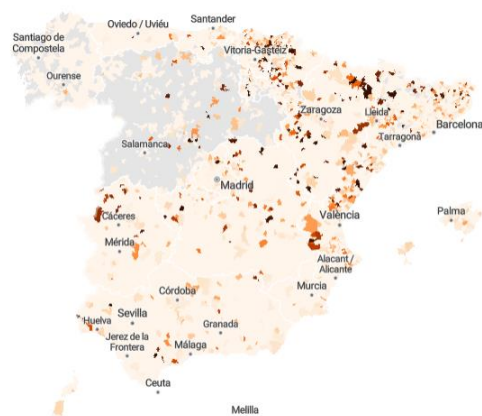 Santander
Oviedo / Uviéu
Santiago de
Compostela
Vitoria-Gasteiz
Ourense
Zaragoza
Lleida
Barcelona
Tarragona
Salamanca
Madrid
Palma
Cáceres
València
Mérida
Alacant /
Alicante
Córdoba
Murcia
Sevilla
Huelva
Granada
Jerez de la
Frontera
Málaga
Ceuta
Melilla